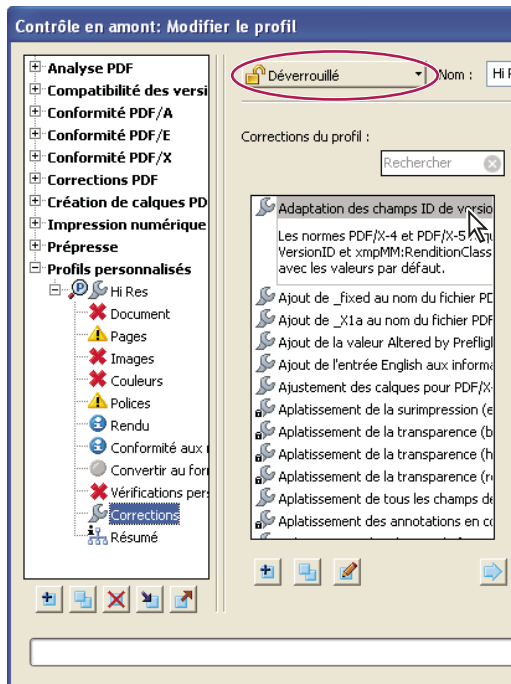 Contrôle en amont: Modifier le profil
Déverrouillé
Nom :
Analyse PDF
Compatibilité des versi
Conformité PDF/A
Conformité PDF/E
Conformité PDF/X
Corrections PDF
Création de calques PD
Impression numérique
Prépresse
Profils personnalisés
Hi Res
Document
Pages
Images
Couleurs
Polices
Rendu
Conformité aux
Convertir au for
Vérifications per
Corrections
Résumé
Corrections du profil :
Rechercher
Adaptation des champs ID de versio
Les normes PDF/X-4 et PDF/X-5
VersionID et xmpMM:RenditionClass
avec les valeurs par défaut.
Ajout de _fixed au nom du fichier PD
Ajout de _X1a au nom du fichier PDF
Ajout de la valeur Altered by Preflig
Ajout de l'entrée English aux informa
Ajustement des calques pour PDF/X-
Aplatissement de la surimpression (e
Aplatissement de la transparence (b
Aplatissement de la transparence (h
Aplatissement de la transparence (r
Aplatissement de tous les champs de
Aplatissement des annotations en co